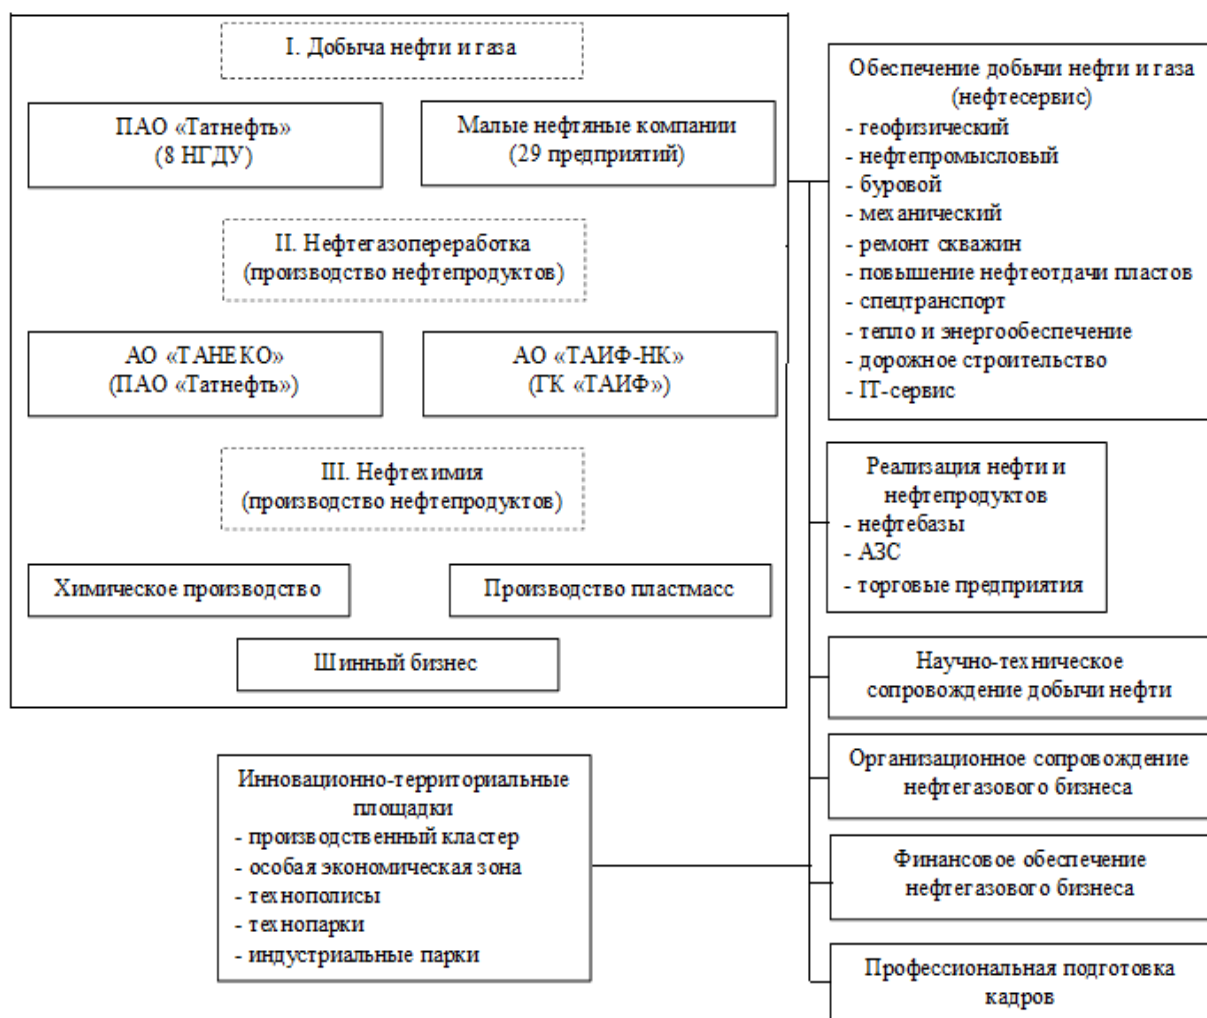 I. Добыча нефти и газа
ПАО «Татнефть»
(8 НГДУ)
Малые нефтяные компании
(29 предприятий)
II. Нефтегазопереработка
(производство нефтепродуктов)
АО «ТАНЕКО»
(ПАО «Татнефть»)
АО «ТАИФ-НК»
(ГК «ТАИФ»)
III. Нефтехимия
(производство нефтепродуктов)
Химическое производство
Производство пластмасс
Шинный бизнес
Обеспечение добычи нефти и газа
(нефтесервис)
- геофизический
- нефтепромысловый
- буровой
- механический
- ремонт скважин
- повышение нефтеотдачи пластов
- спецтранспорт
- тепло и энергообеспечение
- дорожное строительство
- IT-сервис
Реализация нефти и
нефтепродуктов
- нефтебазы
- АЗС
- торговые предприятия
Научно-техническое
сопровождение добычи нефти
Организационное сопровождение
нефтегазового бизнеса
Финансовое обеспечение
нефтегазового бизнеса
Профессиональная подготовка
кадров
Инновационно-территориальные
площадки
- производственный кластер
- особая экономическая зона
- технополисы
- технопарки
- индустриальные парки